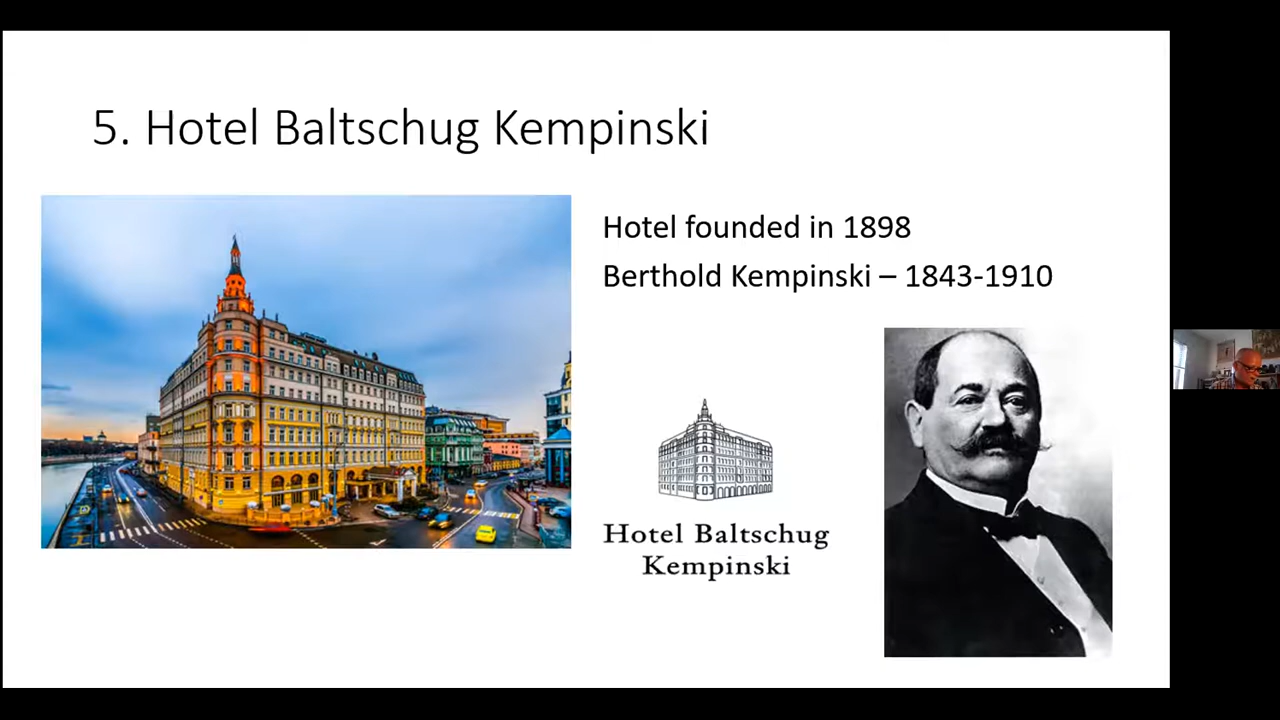 5. Hotel Baltschug Kempinski
Hotel founded in 1898
Berthold Kempinski – 1843-1910
Hotel Baltschug
Kempinski